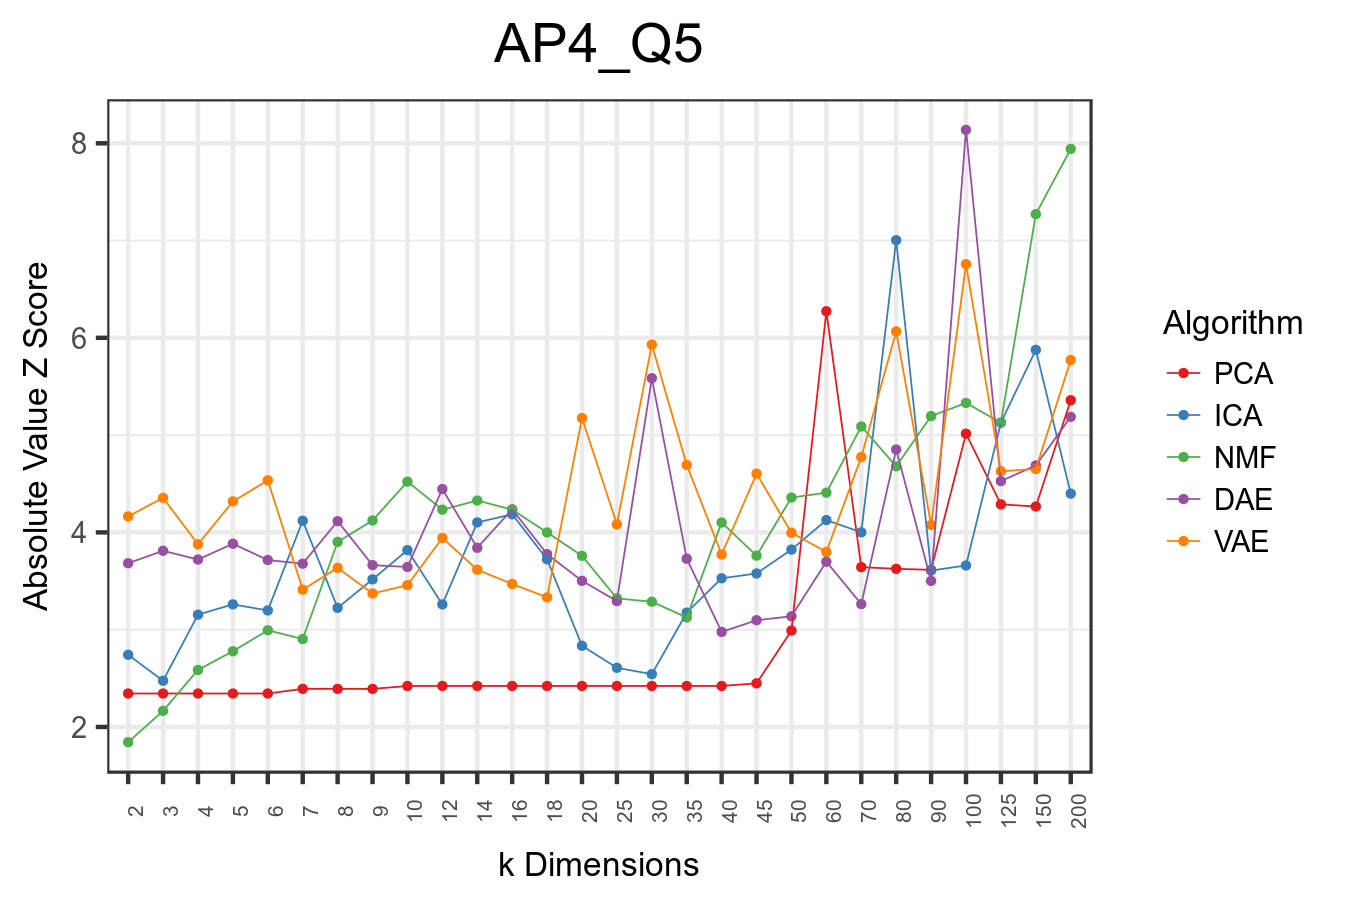 AP4_Q5
Absolute Value Z Score
8
6
4
2
2 3 4 5 6 7 8 9 10 12 14 16 18 20 25 30 35 40 45 50 60 70 80 90 100 125 150 200
k Dimensions
Algorithm
PCA
ICA
NMF
DAE
VAE